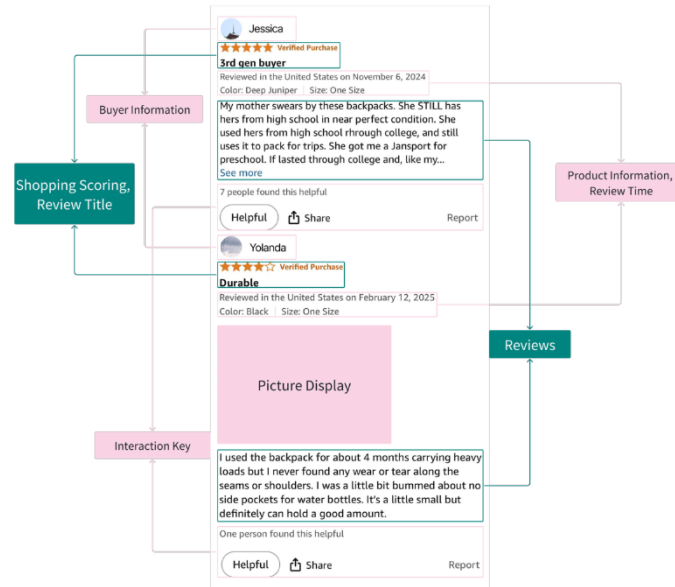 Jessica
Verified Purchase
3rd gen buyer
Reviewed in the United States on November 6, 2024
Color: Deep Juniper | Size: One Size
Buyer Information
My mother swears by these backpacks. She STILL has
hers from high school in near perfect condition. She
used hers from high school rhrough college, and still
uses it to pack for trips. She got me a Jansport for
preschool. If lasted through college and, like my...
See more
Shopping Scoring,
Review Title
Product Information,
Review Time
7 people found this helpful
Helpful
Share
Report
Yolanda
Verified Purchase
Durable
Reviewed in the United States on February 12, 2025
Color: Black | Size: One Size
Reviews
Picture Display
Interaction Key
I used the backpack for about 4 months carrying heavy
loads but I never found any wear or tear along the
seams or shoulders. I was a little bit bummed about no
side pockets for water bottles. It's a little small but
definitely can hold a good amount.
One person found this helpful
Helpful
Share
Report